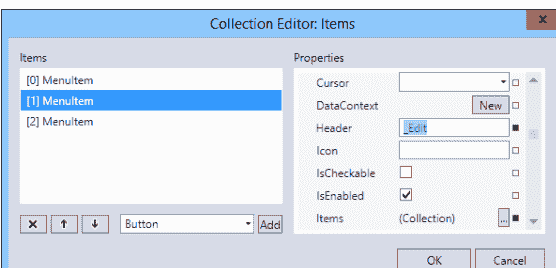 Collection Editor: Items
x
Items
[0] MenuItem
[1] MenuItem
[2] MenuItem
Button
Add
Properties
Cursor
DataContext
New
Header
_Edit
Icon
IsCheckable
IsEnabled
Items
(Collection)
...
OK
Cancel